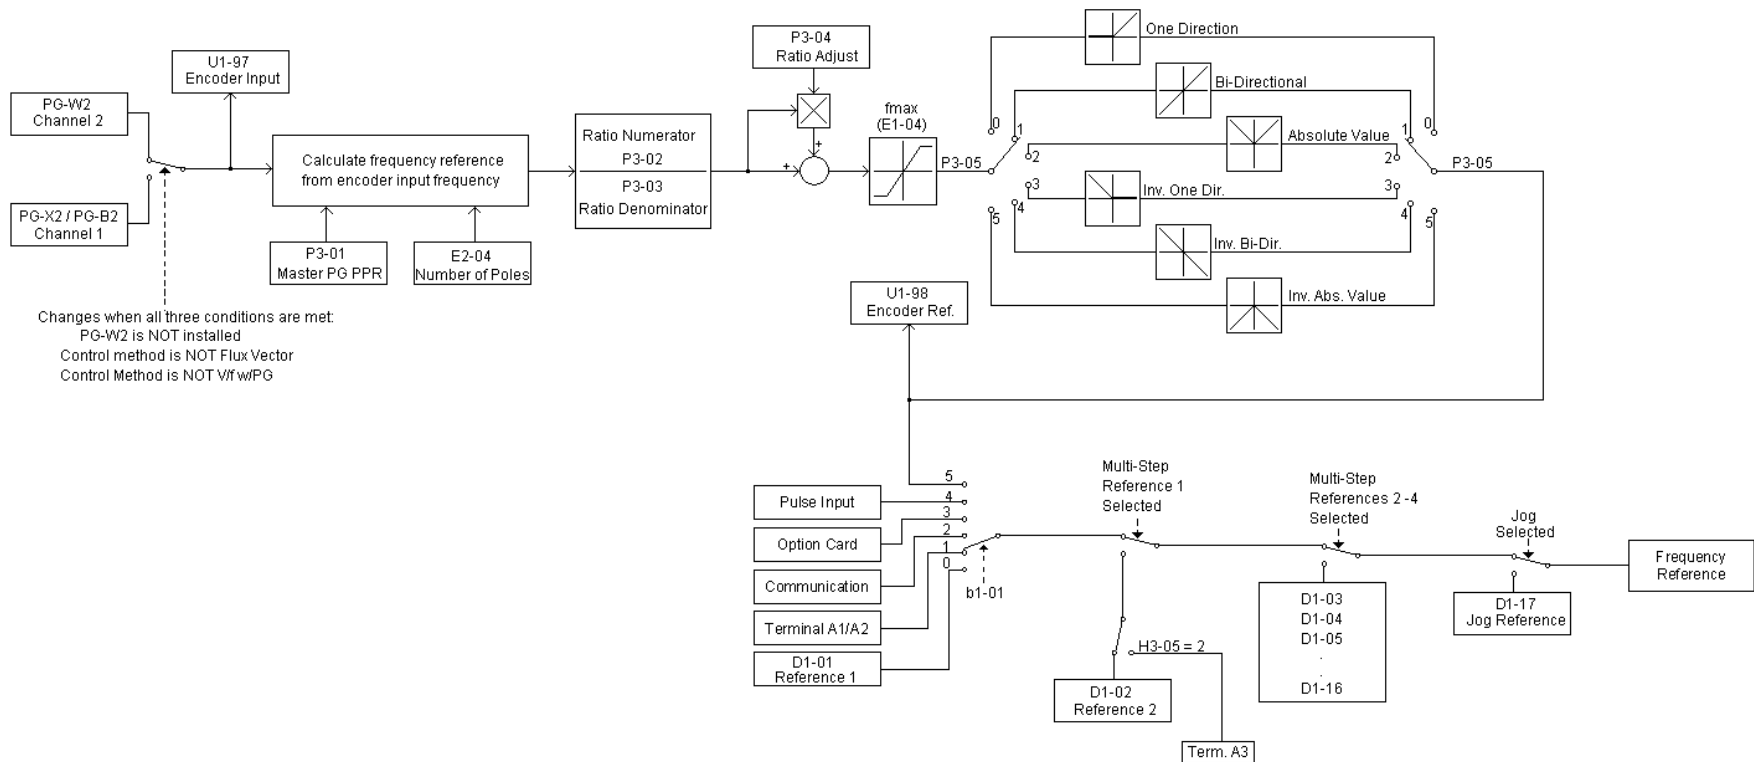 PG-W2
Channel 2
PG-X2 / PG-B2
Channel 1
U1-97
Encoder Input
Calculate frequency reference
from encoder input frequency
P3-01
Master PG PPR
E2-04
Number of Poles
Changes when all three conditions are met:
PG-W2 is NOT installed
Control method is NOT Flux Vector
Control Method is NOT V/f w/PG
Ratio Numerator
P3-02
P3-03
Ratio Denominator
P3-04
Ratio Adjust
+
+
fmax
(E1-04)
P3-05
0
1
2
3
4
5
One Direction
Bi-Directional
Absolute Value
Inv. One Dir.
Inv. Bi-Dir.
Inv. Abs. Value
0
1
2
3
4
5
P3-05
U1-98
Encoder Ref.
5
4
3
2
1
0
Pulse Input
Option Card
Communication
Terminal A1/A2
D1-01
Reference 1
b1-01
Multi-Step
Reference 1
Selected
H3-05 = 2
D1-02
Reference 2
Term. A3
Multi-Step
References 2 -4
Selected
D1-03
D1-04
D1-05
.
.
D1-16
Jog
Selected
D1-17
Jog Reference
Frequency
Reference